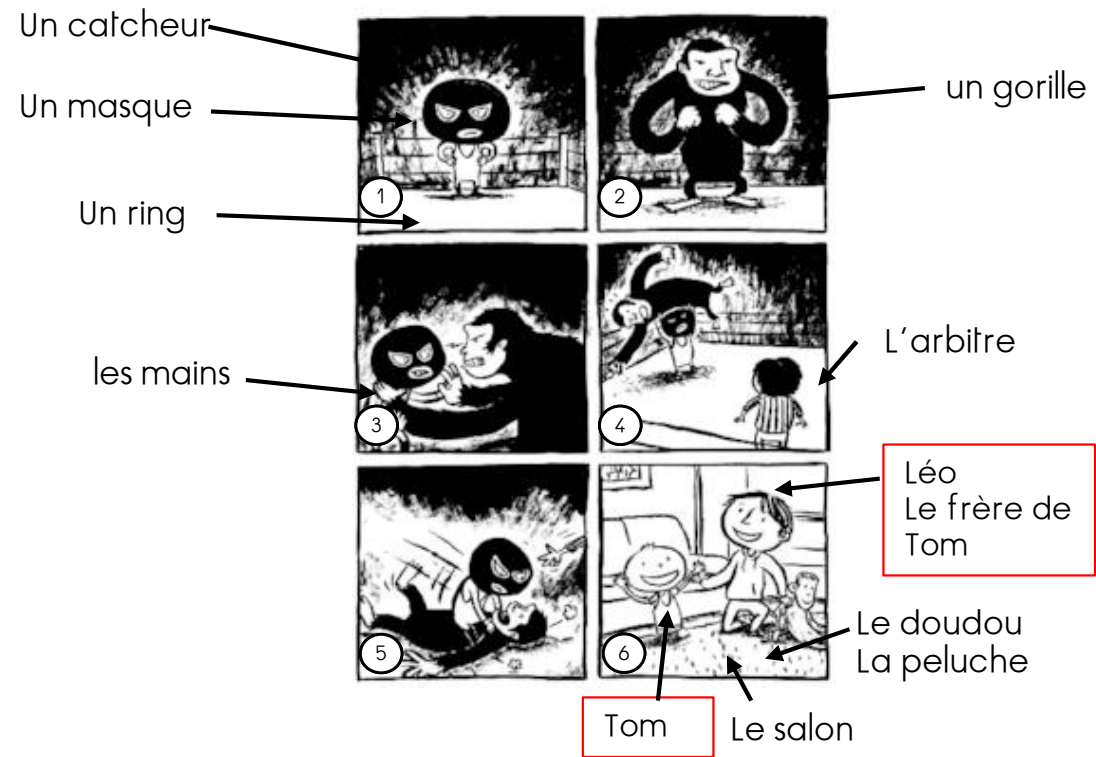 Un catcheur
Un masque
un gorille
1
2
Un ring
L'arbitre
les mains
3
4
Léo
Le frère de
Tom
Le doudou
La peluche
5
6
Tom
Le salon